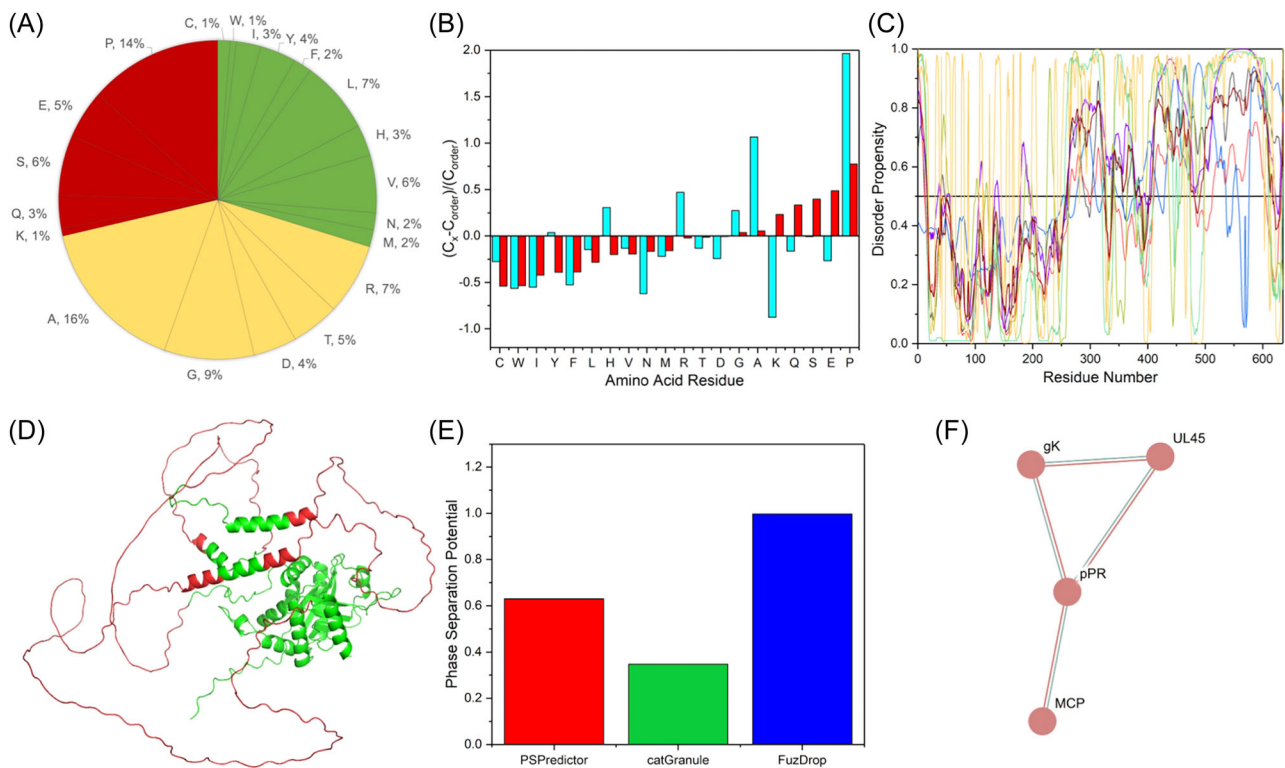 (A)
C, 1%
W, 1%
I, 3%
Y, 4%
F, 2%
L, 7%
H, 3%
V, 6%
N, 2%
M, 2%
R, 7%
T, 5%
D, 4%
G, 9%
A, 16%
K, 1%
Q, 3%
S, 6%
E, 5%
P, 14%
(B)
(Cx-Corder)/(Corder)
2.0
1.5
1.0
0.5
0.0
-0.5
-1.0
C W I Y F L H V N M R T D G A K Q S E P
Amino Acid Residue
(C)
Disorder Propensity
1.0
0.8
0.6
0.4
0.2
0.0
0 100 200 300 400 500 600
Residue Number
(D)
(E)
Phase Separation Potential
1.2
1.0
0.8
0.6
0.4
0.2
0.0
PSPredictor catGranule FuzDrop
(F)
gK
UL45
pPR
MCP